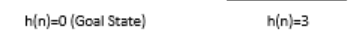 h(n)=0 (Goal State) h(n)=3